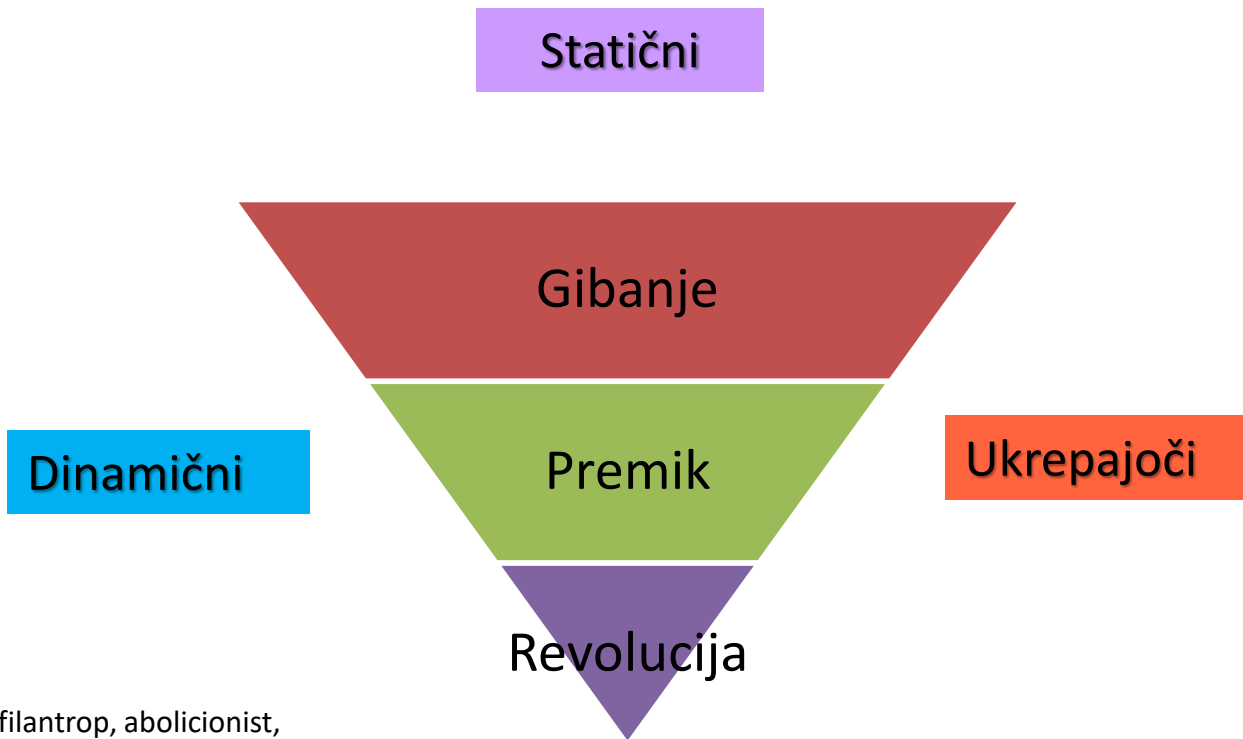 Statični
Gibanje
Dinamični
Premik
Ukrepajoči
Revolucija
filantrop, abolicionist,